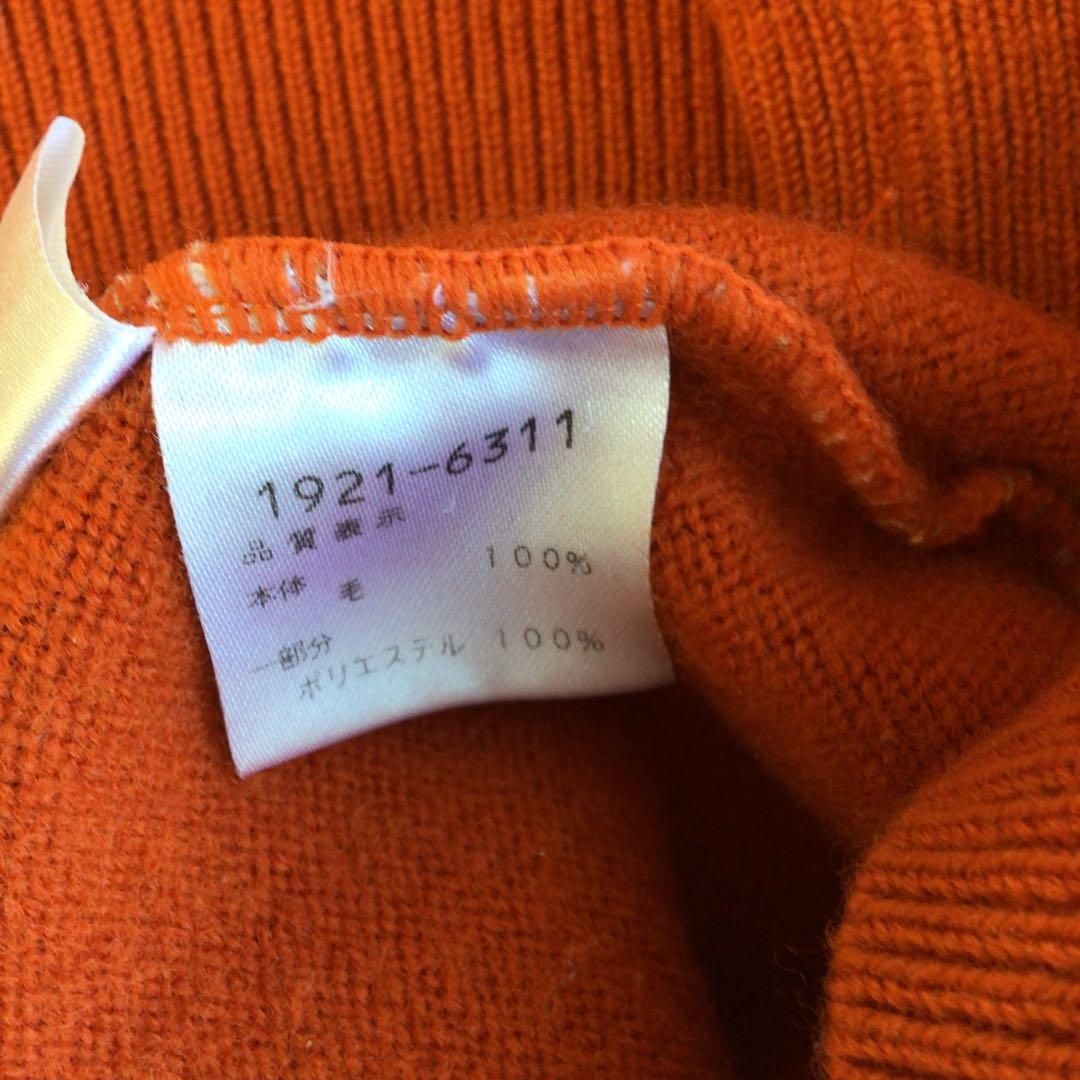 1921-6311
品質表示
本体 毛 100%
一部分
ポリエステル 100%